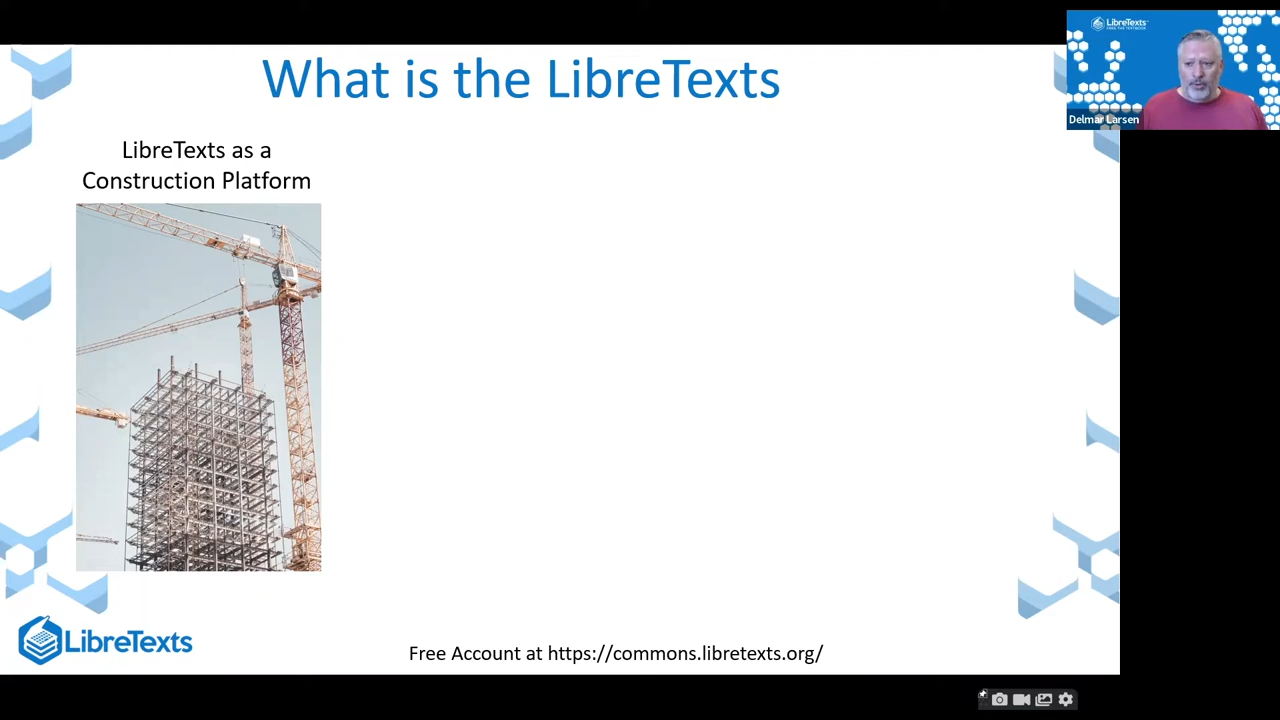 What is the LibreTexts
LibreTexts as a
Construction Platform
LibreTexts
Free Account at https://commons.libretexts.org/
LibreTexts
Delmar Larsen